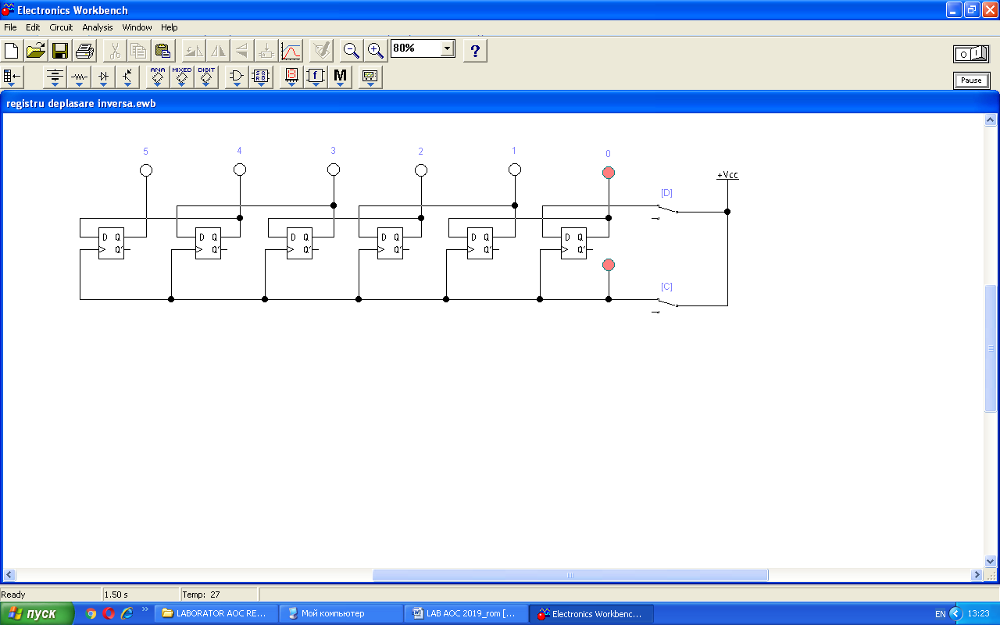 Electronics Workbench
File Edit Circuit Analysis Window Help
80%
?
O I
ANA MIXED DIGIT
f M
Pause
registru deplasare inversa.ewb
5 4 3 2 1 0
+Vcc
[D]
D Q D Q D Q D Q D Q D Q
Q' Q' Q' Q' Q' Q'
[C]
Ready 1.50 s Temp: 27
пуск » LABORATOR AOC RE... Мой компьютер LAB AOC 2019_rom [... Electronics Workbenc... EN 13:23